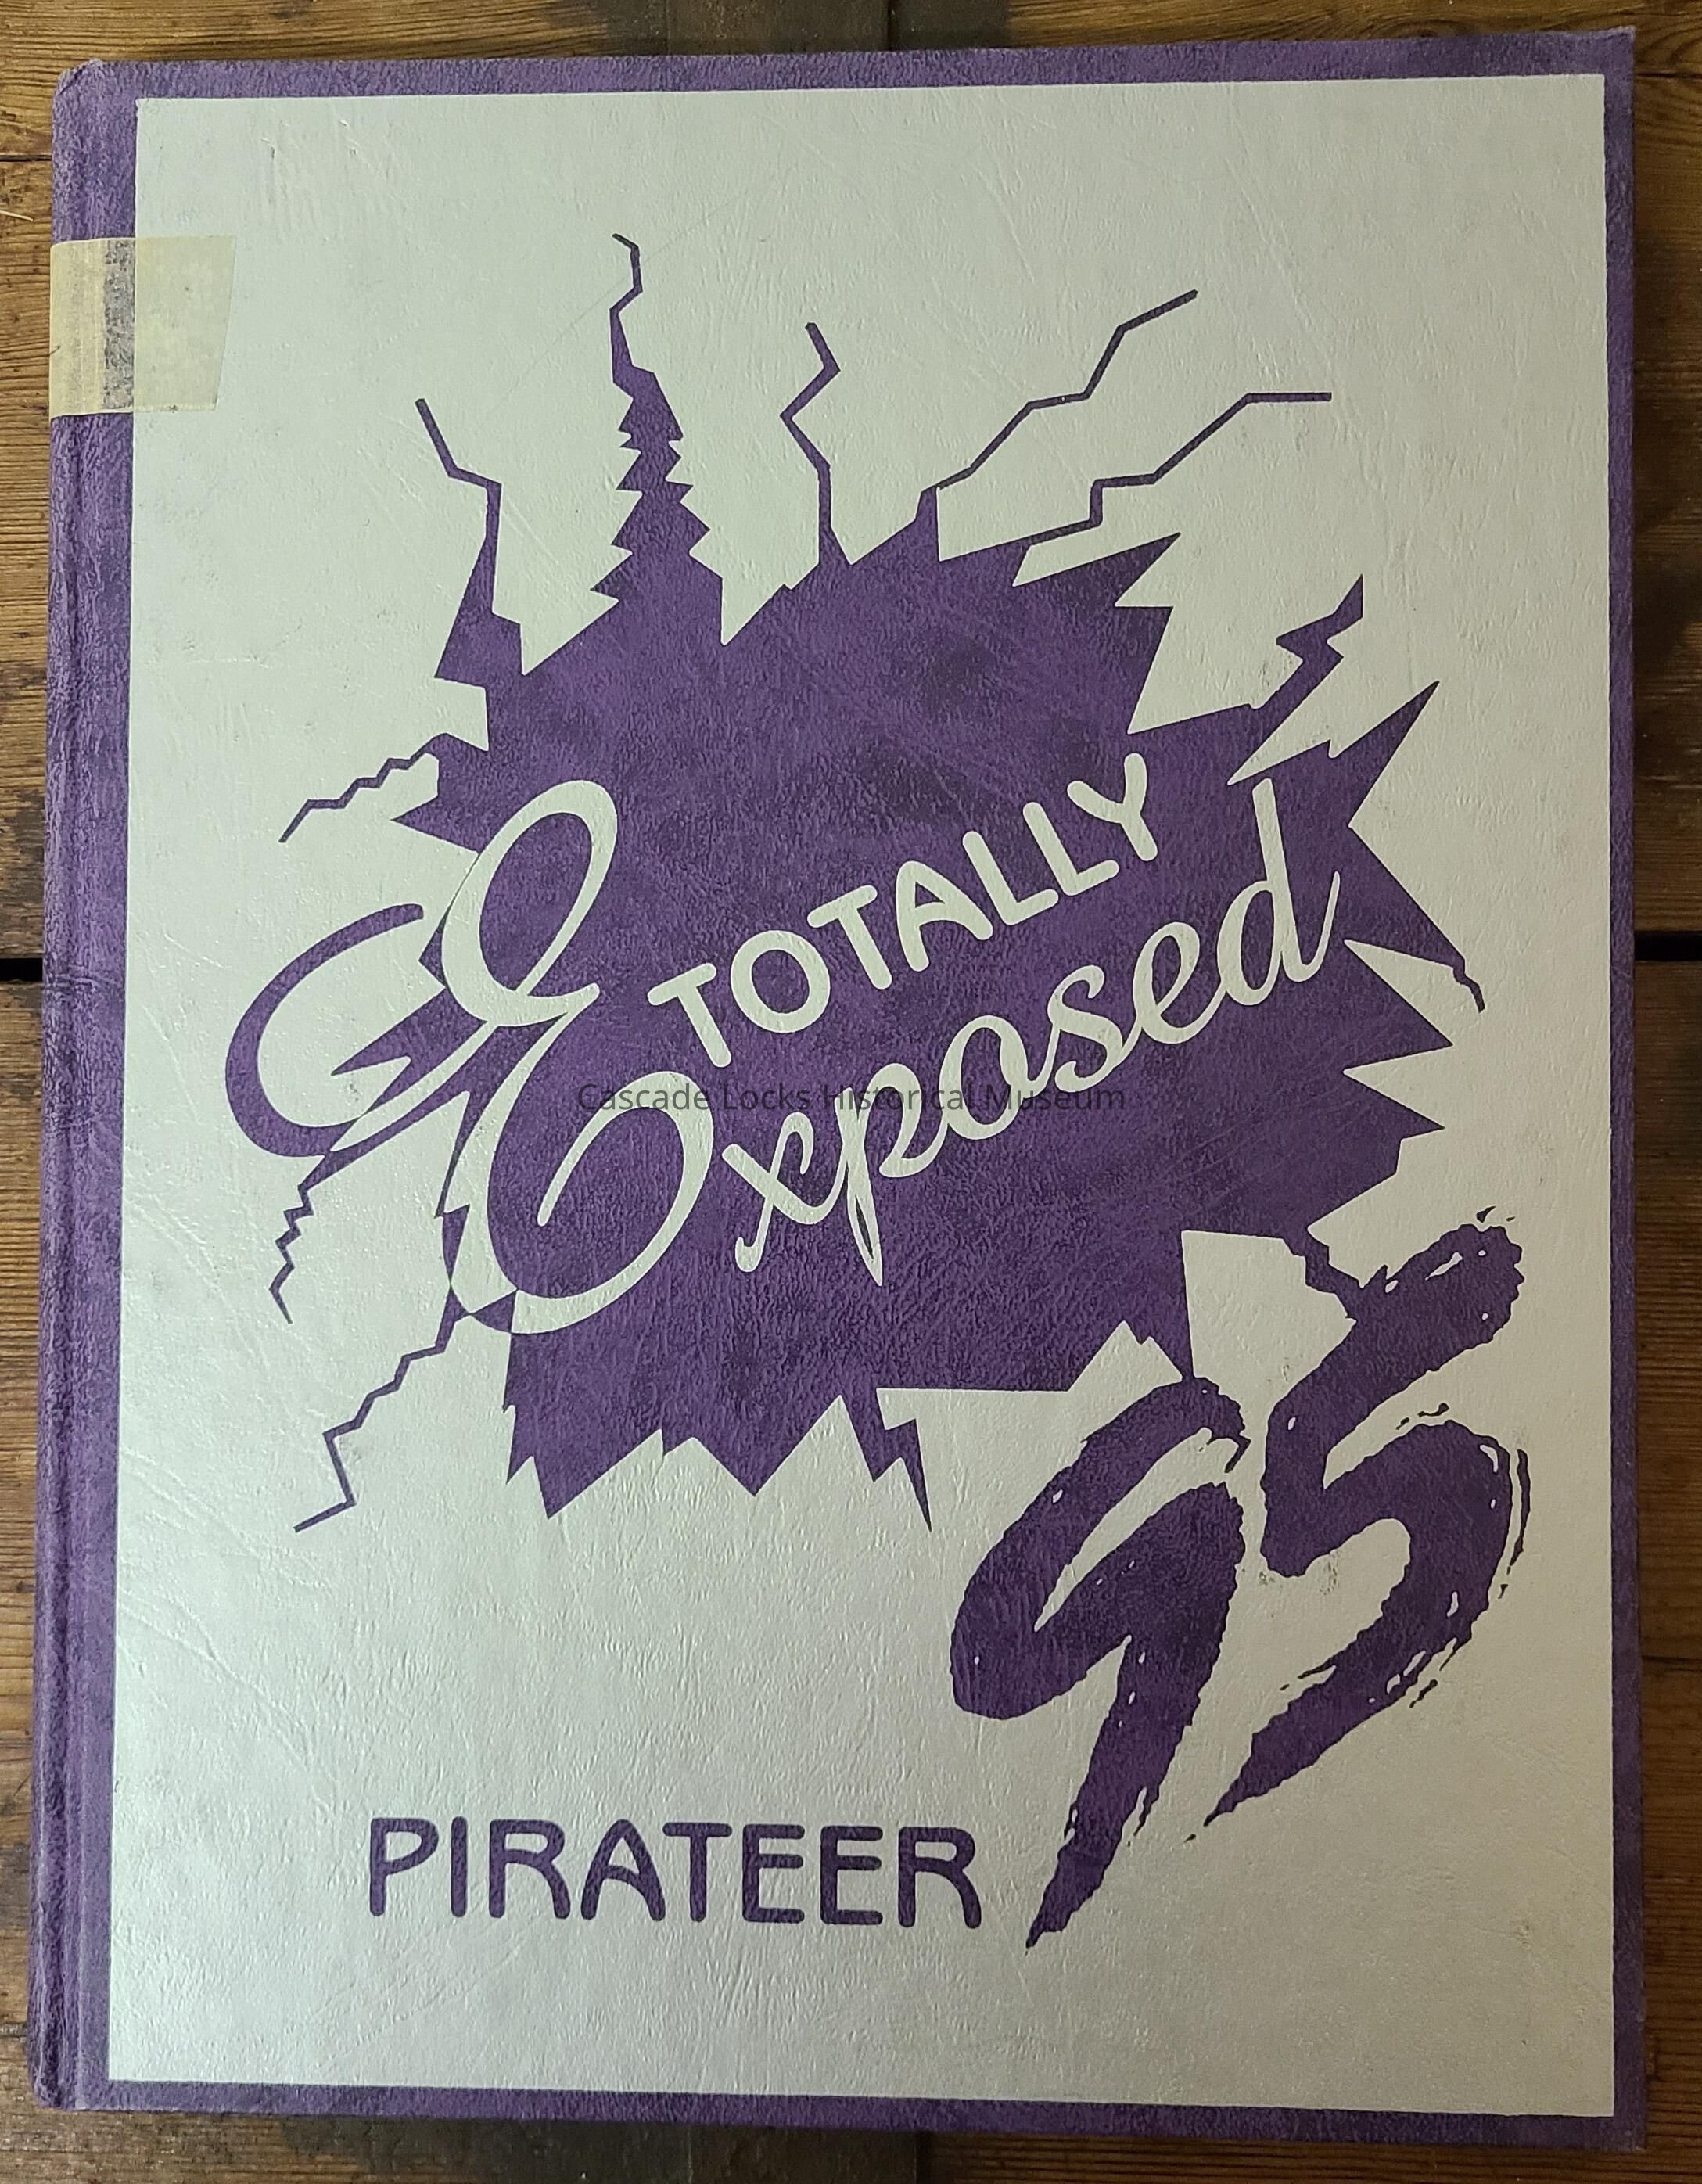 TOTALLY
Exposed
Cascade Locks Historical Museum
95
PIRATEER